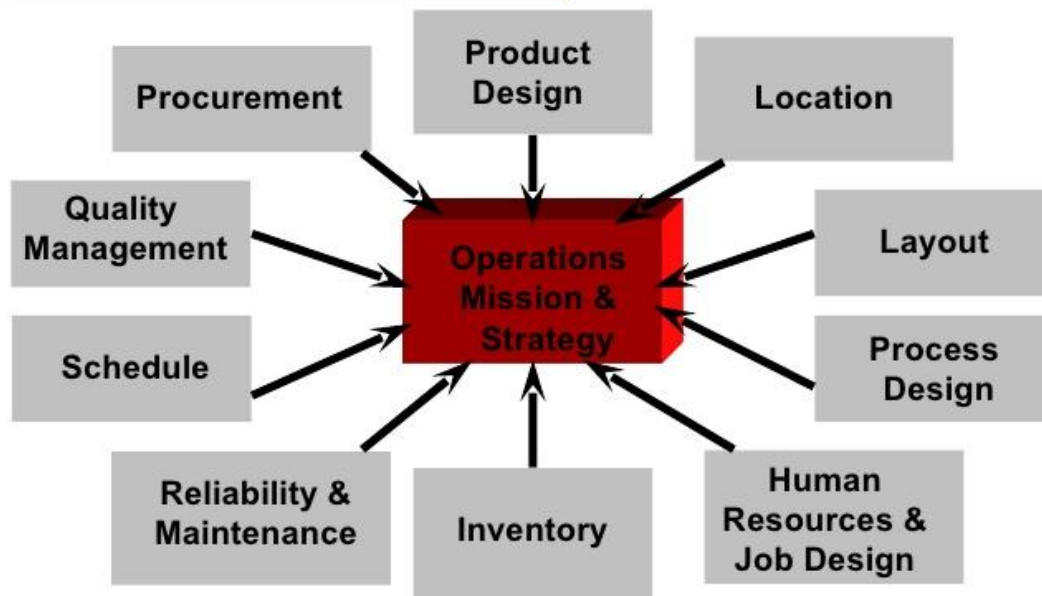 Product
Design
Procurement
Location
Quality
Management
Operations
Mission &
Strategy
Layout
Schedule
Process
Design
Reliability &
Maintenance
Inventory
Human
Resources &
Job Design